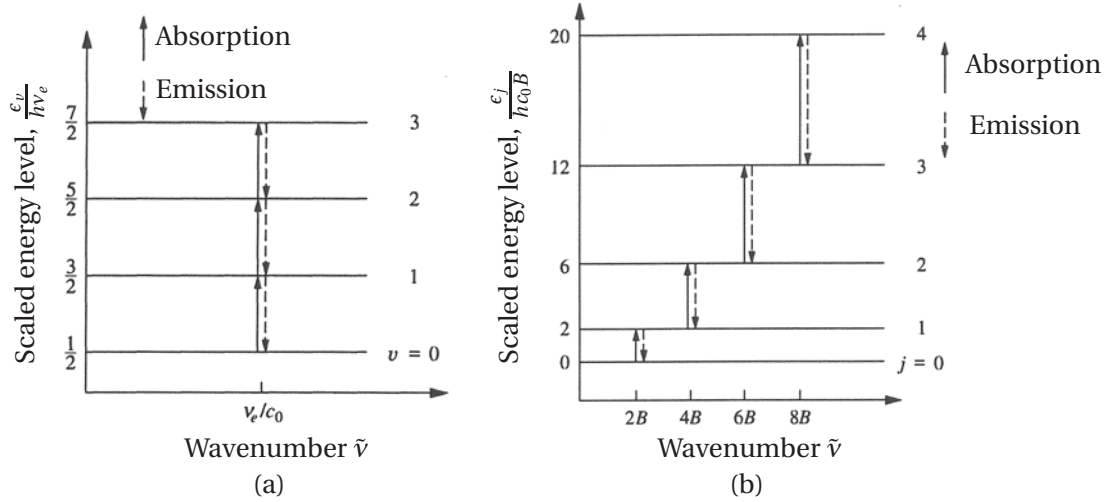 Absorption
Emission
Scaled energy level, ϵ_v/hν_e
7/2
5/2
3/2
1/2
3
2
1
v = 0
ν_e/c_0
Wavenumber ν̃
(a)
Scaled energy level, ϵ_j/hc_0B
20
12
6
2
0
4
3
2
1
j = 0
Absorption
Emission
2B
4B
6B
8B
Wavenumber ν̃
(b)